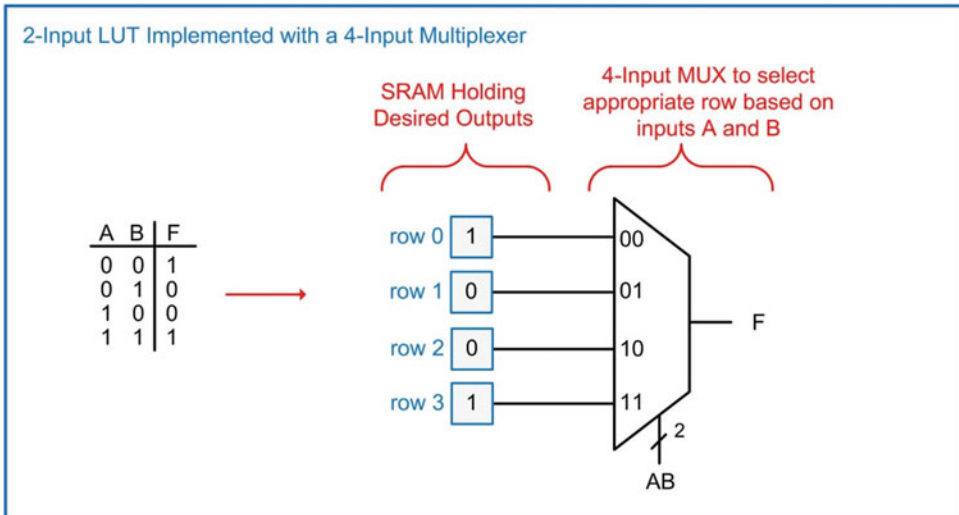 2-Input LUT Implemented with a 4-Input Multiplexer
SRAM Holding
Desired Outputs
4-Input MUX to select
appropriate row based on
inputs A and B
A B F
0 0 1
0 1 0
1 0 0
1 1 1
row 0 1 00
row 1 0 01
row 2 0 10
row 3 1 11
F
2
AB